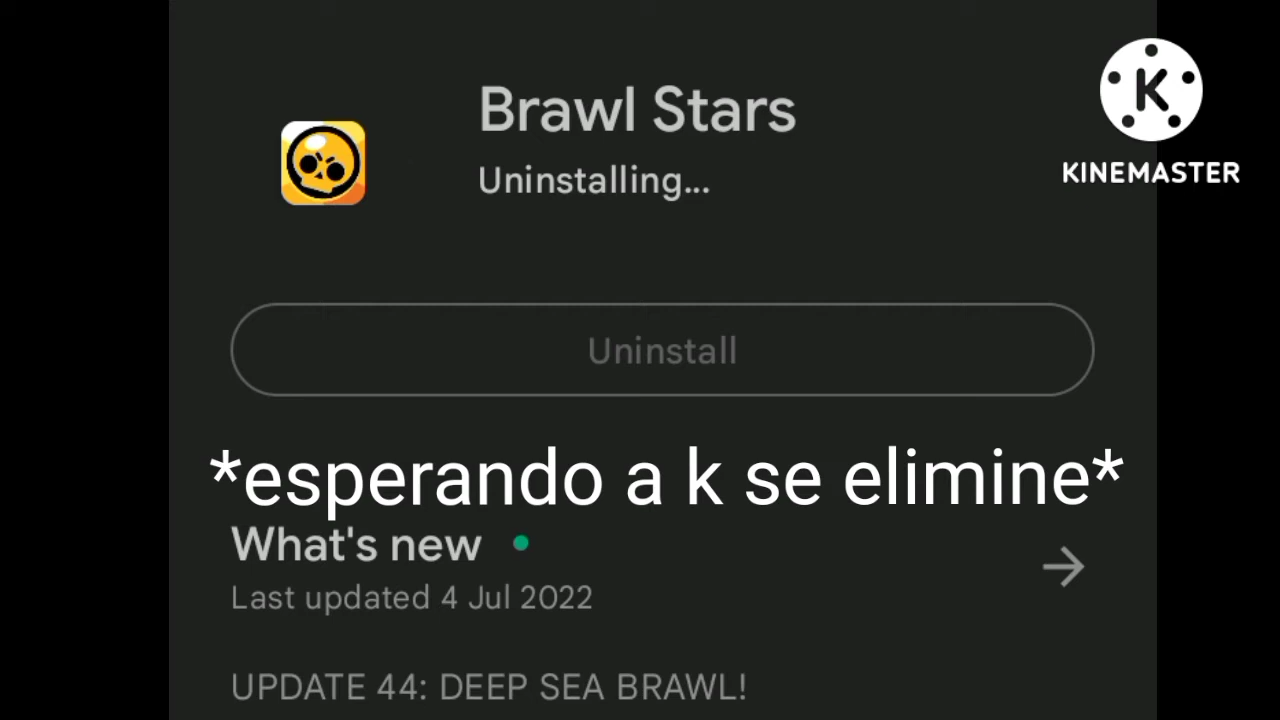 Brawl Stars
K
Uninstalling...
KINEMASTER
Uninstall
*esperando a k se elimine*
What's new
Last updated 4 Jul 2022
UPDATE 44: DEEP SEA BRAWL!